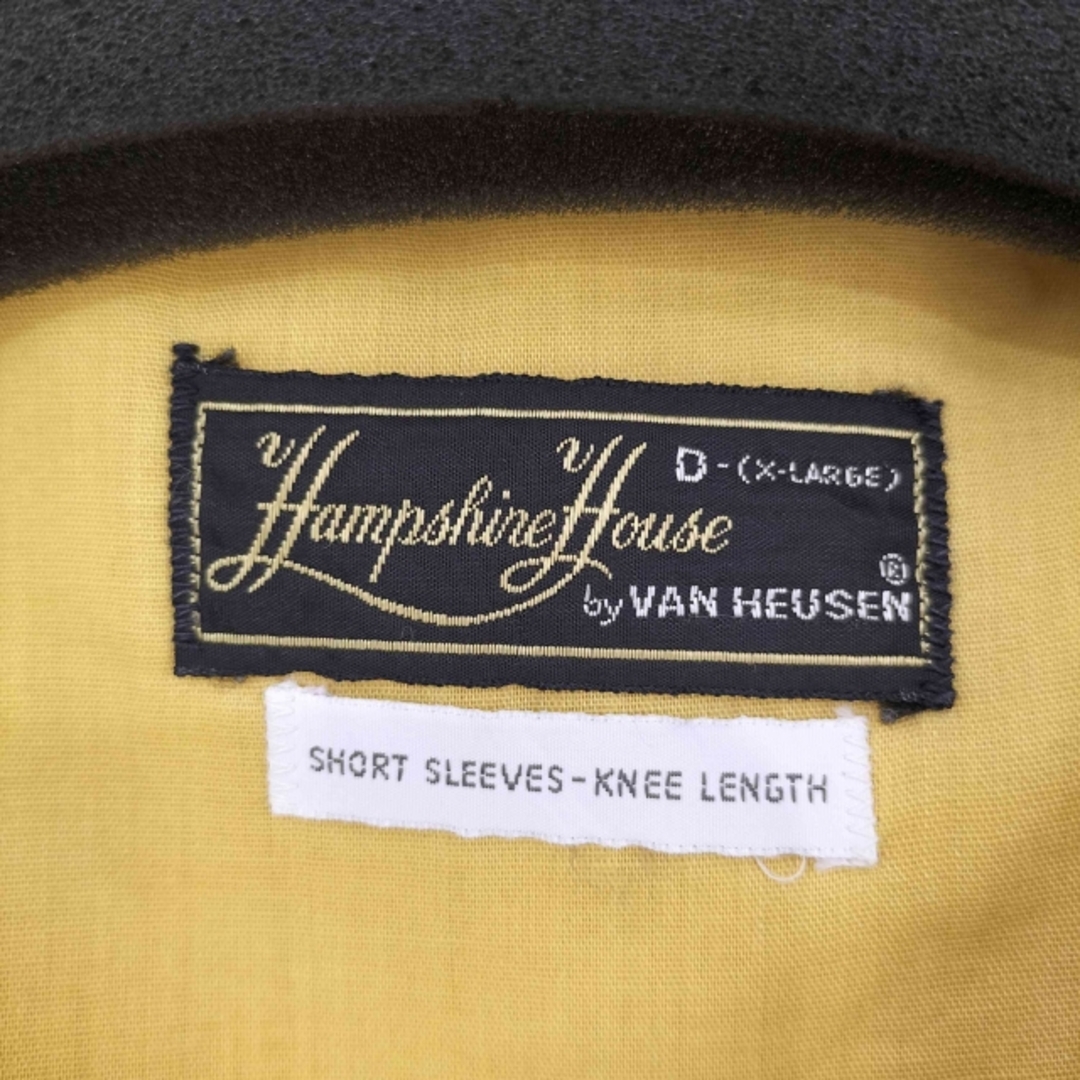 Hampshire House D-(X-LARGE)
by VAN HEUSEN®
SHORT SLEEVES-KNEE LENGTH